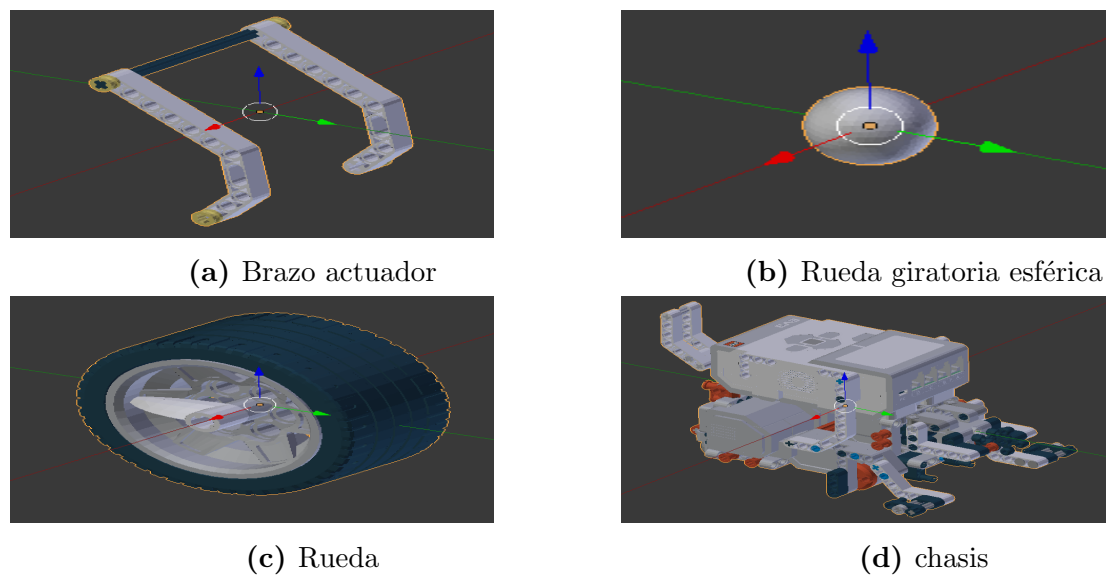 (a) Brazo actuador
(b) Rueda giratoria esférica
(c) Rueda
(d) chasis